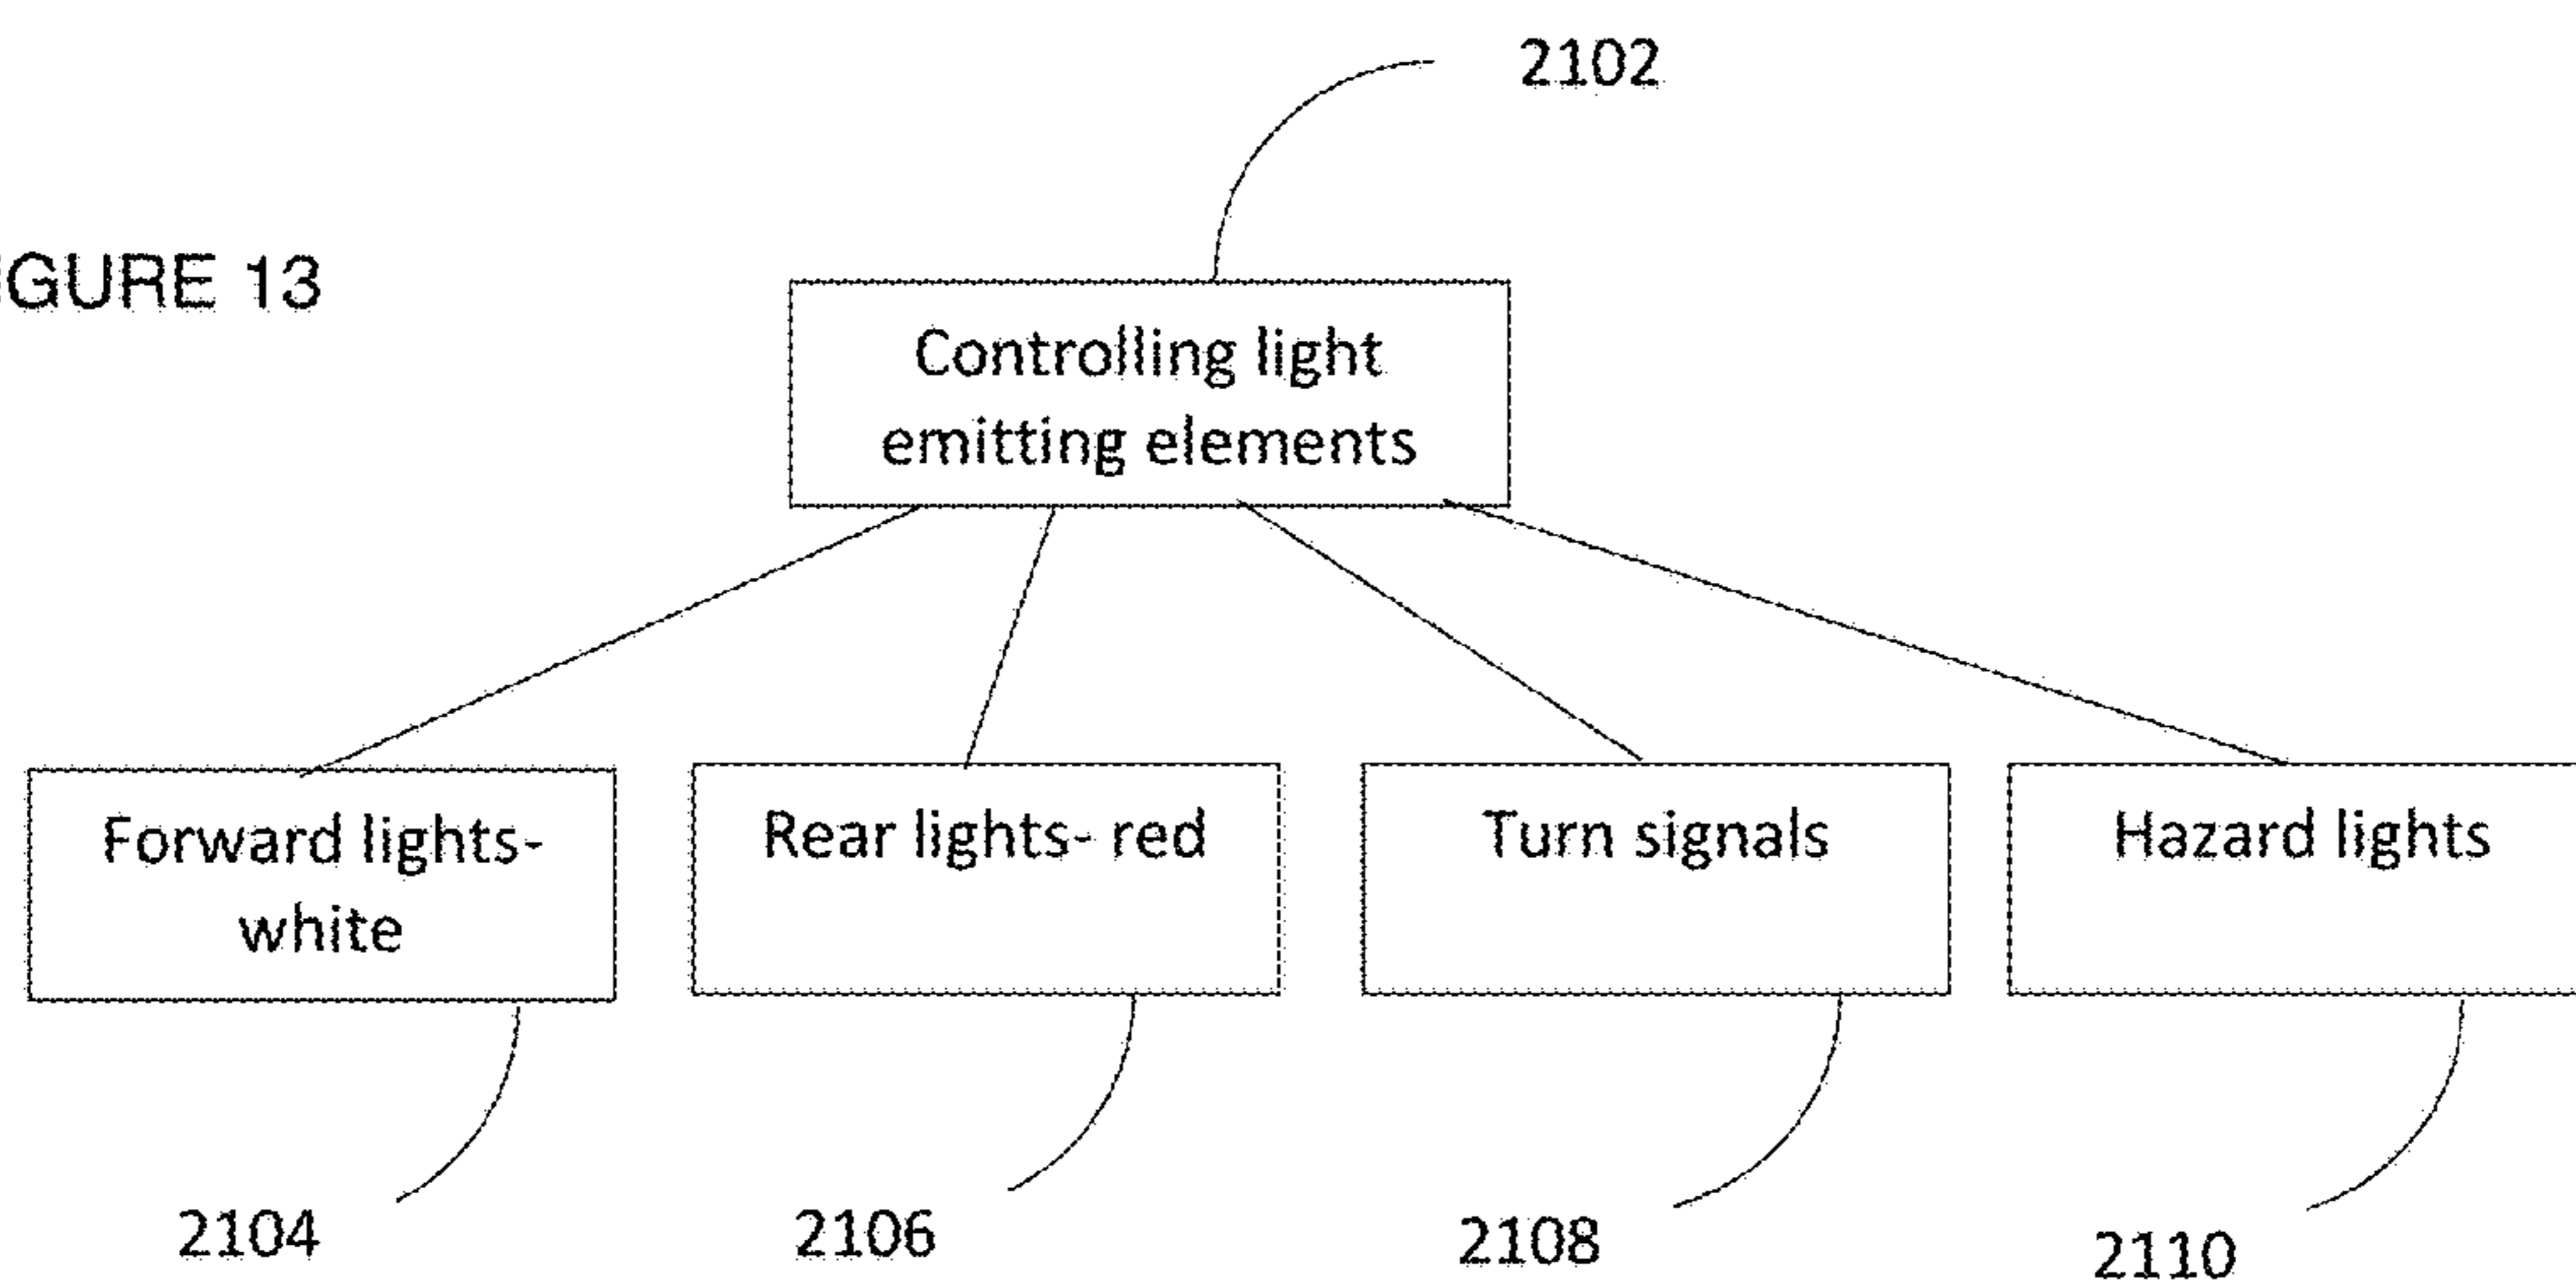 2102
IGURE 13
Controlling light
emitting elements
Forward lights-
white
Rear lights- red
Turn signals
Hazard lights
2104
2106
2108
2110